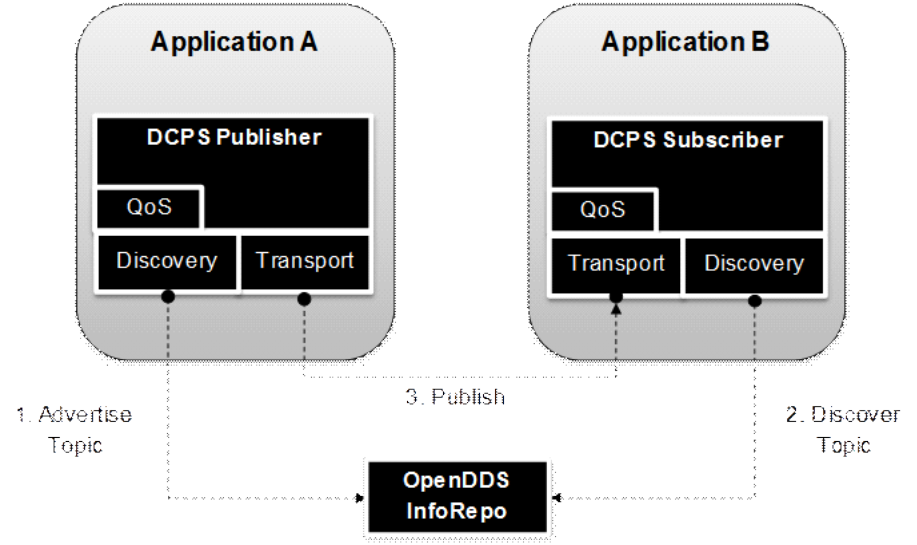 Application A
DCPS Publisher
QoS
Discovery
Transport
Application B
DCPS Subscriber
QoS
Transport
Discovery
1. Advertise
Topic
3. Publish
2. Discover
Topic
OpenDDS
InfoRepo